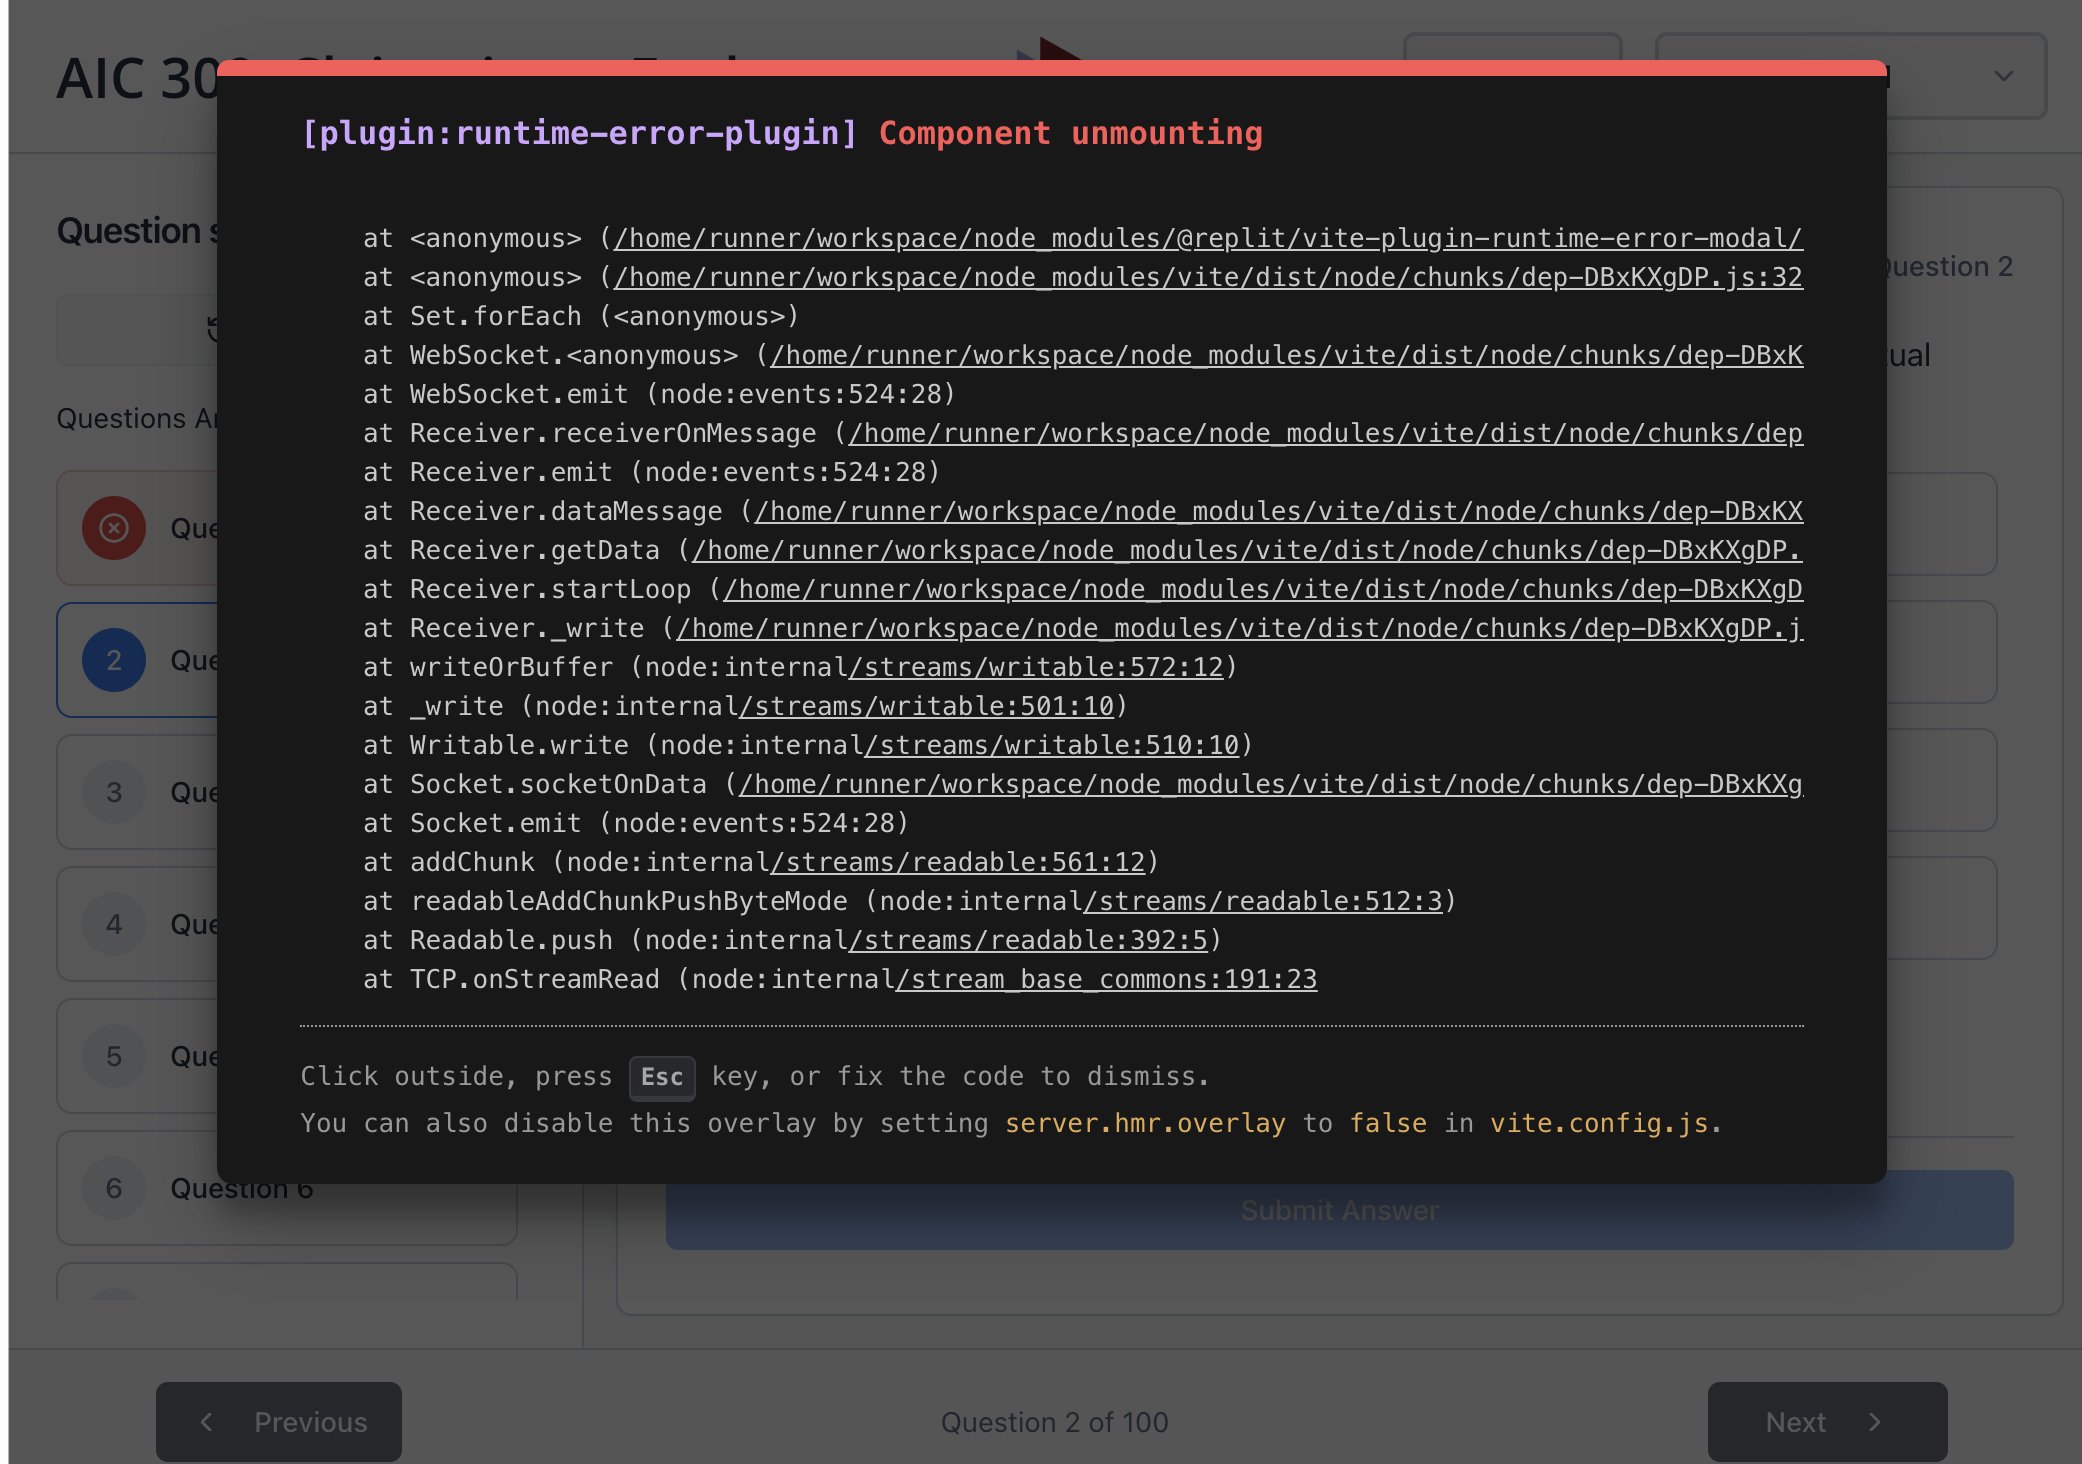 AIC 30
[plugin:runtime-error-plugin] Component unmounting
at <anonymous> (/home/runner/workspace/node_modules/@replit/vite-plugin-runtime-error-modal/
at <anonymous> (/home/runner/workspace/node_modules/vite/dist/node/chunks/dep-DBxKXgDP.js:32
at Set.forEach (<anonymous>)
at WebSocket.<anonymous> (/home/runner/workspace/node_modules/vite/dist/node/chunks/dep-DBxK
at WebSocket.emit (node:events:524:28)
at Receiver.receiverOnMessage (/home/runner/workspace/node_modules/vite/dist/node/chunks/dep
at Receiver.emit (node:events:524:28)
at Receiver.dataMessage (/home/runner/workspace/node_modules/vite/dist/node/chunks/dep-DBxKX
at Receiver.getData (/home/runner/workspace/node_modules/vite/dist/node/chunks/dep-DBxKXgDP.
at Receiver.startLoop (/home/runner/workspace/node_modules/vite/dist/node/chunks/dep-DBxKXgD
at Receiver._write (/home/runner/workspace/node_modules/vite/dist/node/chunks/dep-DBxKXgDP.j
at writeOrBuffer (node:internal/streams/writable:572:12)
at _write (node:internal/streams/writable:501:10)
at Writable.write (node:internal/streams/writable:510:10)
at Socket.socketOnData (/home/runner/workspace/node_modules/vite/dist/node/chunks/dep-DBxKXg
at Socket.emit (node:events:524:28)
at addChunk (node:internal/streams/readable:561:12)
at readableAddChunkPushByteMode (node:internal/streams/readable:512:3)
at Readable.push (node:internal/streams/readable:392:5)
at TCP.onStreamRead (node:internal/stream_base_commons:191:23
Click outside, press Esc key, or fix the code to dismiss.
You can also disable this overlay by setting server.hmr.overlay to false in vite.config.js.
Question s
Questions A
Que
2 Que
3 Que
4 Que
5 Que
6 Question 6
Question 2
tual
Submit Answer
Previous
Question 2 of 100
Next